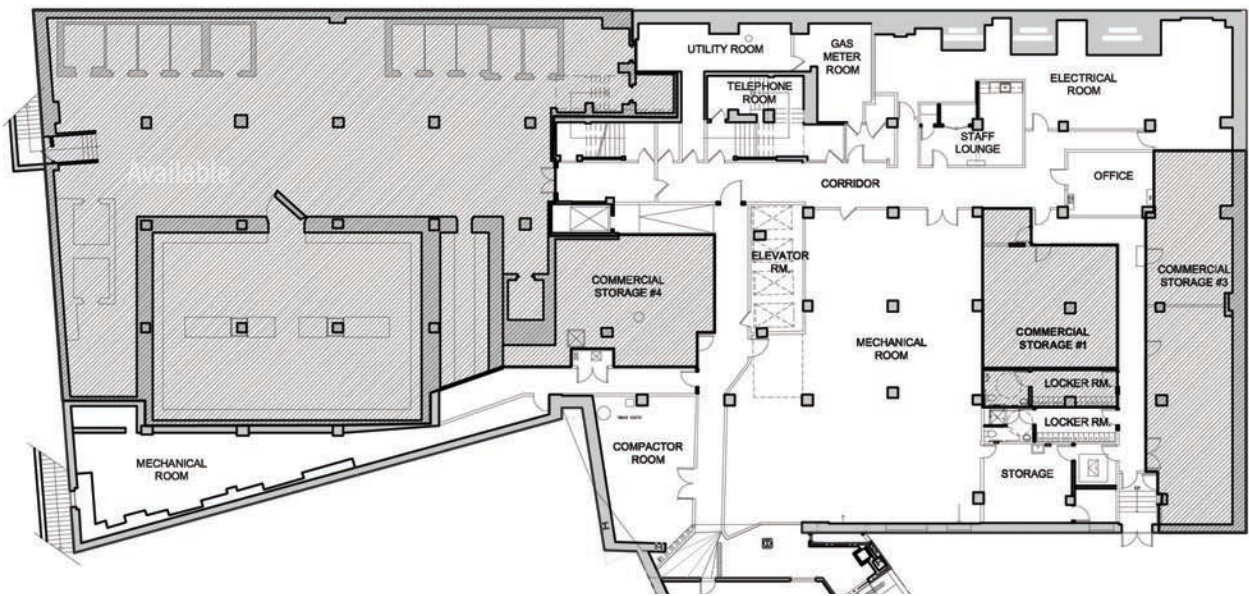 UTILITY ROOM
GAS
METER
ROOM
ELECTRICAL
ROOM
TELEPHONE
ROOM
STAFF
LOUNGE
Available
CORRIDOR
OFFICE
ELEVATOR
RM.
COMMERCIAL
STORAGE #4
COMMERCIAL
STORAGE #3
COMMERCIAL
STORAGE #1
MECHANICAL
ROOM
LOCKER RM.
LOCKER RM.
COMPACTOR
ROOM
MECHANICAL
ROOM
STORAGE